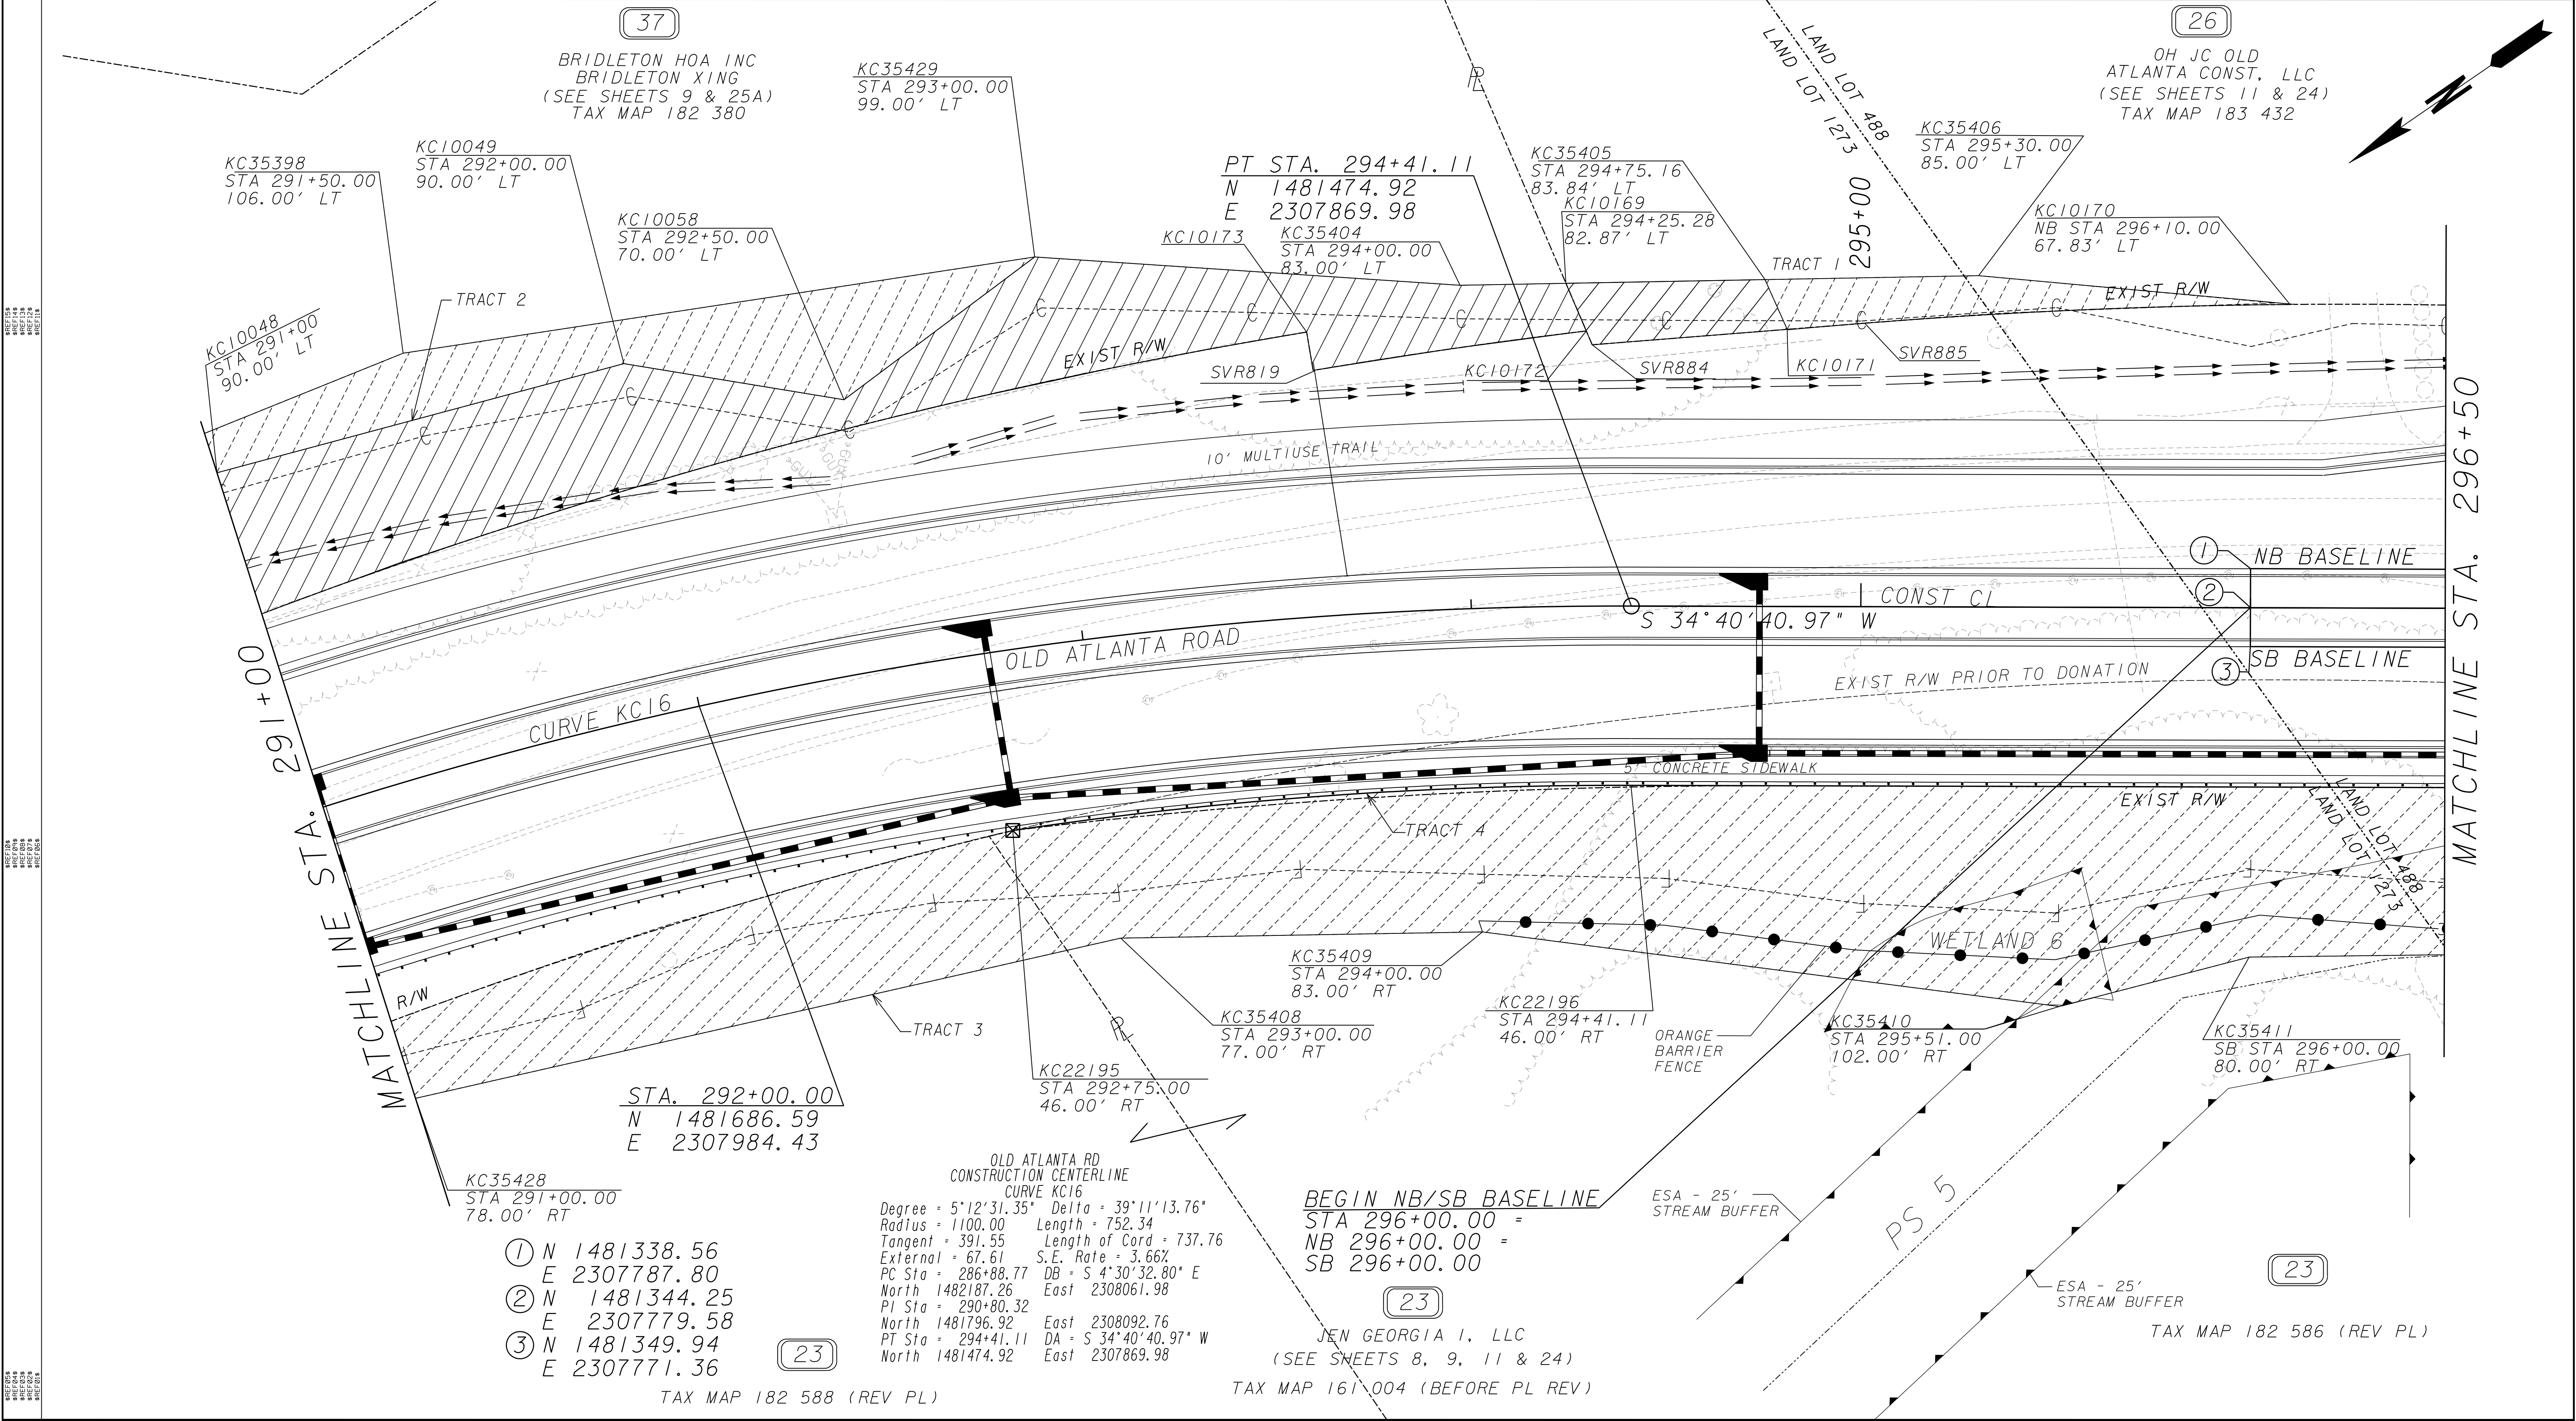 37
BRIDLETON HOA INC
BRIDLETON XING
(SEE SHEETS 9 & 25A)
TAX MAP 182 380
26
OH JC OLD
ATLANTA CONST, LLC
(SEE SHEETS 11 & 24)
TAX MAP 183 432
N
KC35398
STA 291+50.00
106.00' LT
KC10049
STA 292+00.00
90.00' LT
KC10058
STA 292+50.00
70.00' LT
KC35429
STA 293+00.00
99.00' LT
KC10173
PT STA. 294+41.11
N 1481474.92
E 2307869.98
KC35404
STA 294+00.00
83.00' LT
KC35405
STA 294+75.16
83.84' LT
KC10169
STA 294+25.28
82.87' LT
PL
LAND LOT 488
LAND LOT 1273
295+00
KC35406
STA 295+30.00
85.00' LT
KC10170
NB STA 296+10.00
67.83' LT
KC10048
STA 291+00
90.00' LT
TRACT 2
TRACT 1
EXIST R/W
EXIST R/W
SVR819
KC10172
SVR884
KC10171
SVR885
10' MULTIUSE TRAIL
MATCHLINE STA. 296+50
1 NB BASELINE
2
3 SB BASELINE
CONST CL
S 34°40'40.97" W
OLD ATLANTA ROAD
CURVE KC16
EXIST R/W PRIOR TO DONATION
MATCHLINE STA. 291+00
5' CONCRETE SIDEWALK
EXIST R/W
TRACT 4
LAND LOT 488
LAND LOT 1273
WETLAND 6
R/W
TRACT 3
PL
KC35409
STA 294+00.00
83.00' RT
KC35408
STA 293+00.00
77.00' RT
KC22196
STA 294+41.11
46.00' RT
ORANGE
BARRIER
FENCE
KC35410
STA 295+51.00
102.00' RT
KC35411
SB STA 296+00.00
80.00' RT
KC22195
STA 292+75.00
46.00' RT
STA. 292+00.00
N 1481686.59
E 2307984.43
KC35428
STA 291+00.00
78.00' RT
1 N 1481338.56
E 2307787.80
2 N 1481344.25
E 2307779.58
3 N 1481349.94
E 2307771.36
23
TAX MAP 182 588 (REV PL)
OLD ATLANTA RD
CONSTRUCTION CENTERLINE
CURVE KC16
Degree = 5°12'31.35" Delta = 39°11'13.76"
Radius = 1100.00 Length = 752.34
Tangent = 391.55 Length of Cord = 737.76
External = 67.61 S.E. Rate = 3.66%
PC Sta = 286+88.77 DB = S 4°30'32.80" E
North 1482187.26 East 2308061.98
PI Sta = 290+80.32
North 1481796.92 East 2308092.76
PT Sta = 294+41.11 DA = S 34°40'40.97" W
North 1481474.92 East 2307869.98
BEGIN NB/SB BASELINE
STA 296+00.00 =
NB 296+00.00 =
SB 296+00.00
23
JEN GEORGIA 1, LLC
(SEE SHEETS 8, 9, 11 & 24)
TAX MAP 161 004 (BEFORE PL REV)
ESA - 25'
STREAM BUFFER
PS 5
ESA - 25'
STREAM BUFFER
23
TAX MAP 182 586 (REV PL)